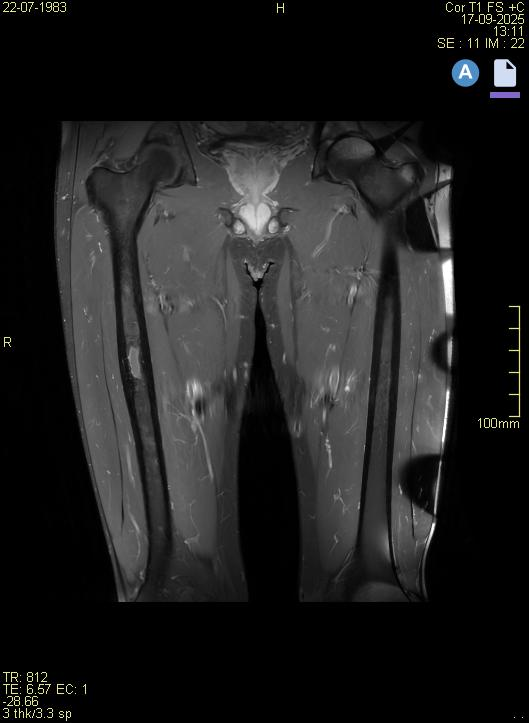 22-07-1983
H
Cor T1 FS +C
17-09-2025
13:11
SE : 11 IM : 22
A
R
100mm
TR: 812
TE: 6.57 EC: 1
-28.66
3 thk/3.3 sp